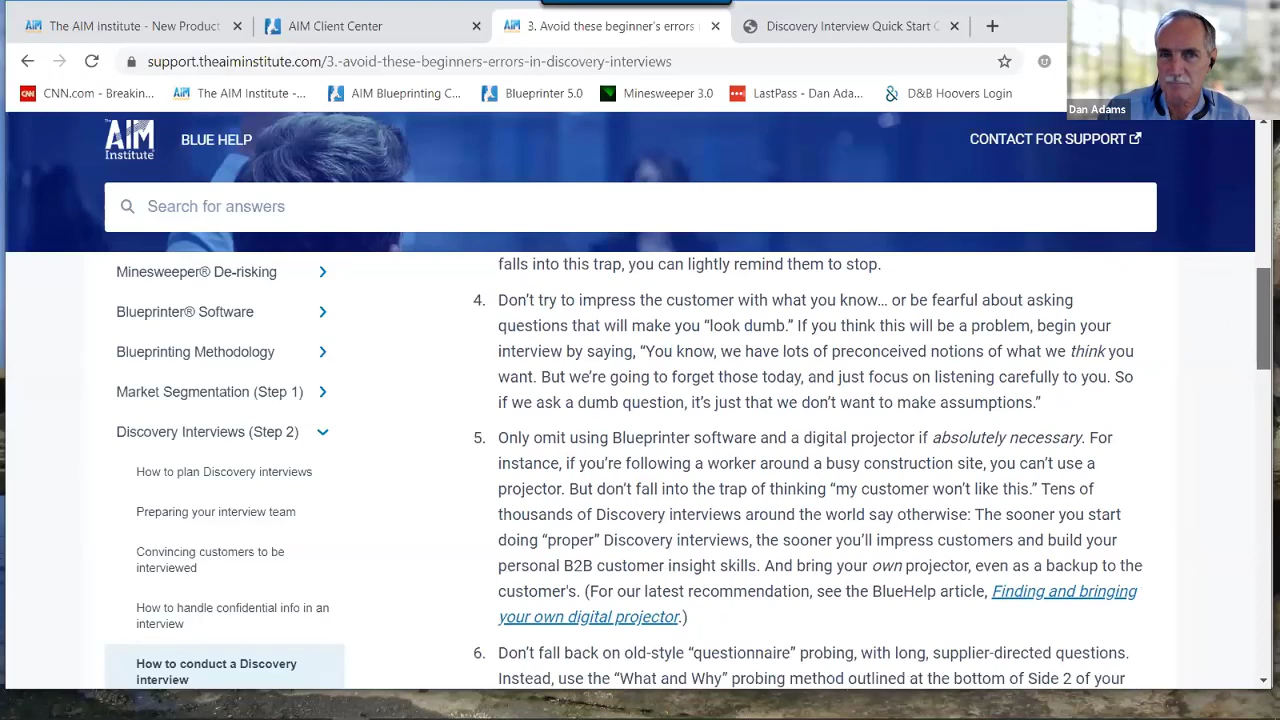 The AIM Institute - New Product
AIM Client Center
3. Avoid these beginner's errors
Discovery Interview Quick Start
support.theaiminstitute.com/3.-avoid-these-beginners-errors-in-discovery-interviews
CNN.com - Breakin...
The AIM Institute -...
AIM Blueprinting C...
Blueprinter 5.0
Minesweeper 3.0
LastPass - Dan Ada...
D&B Hoovers Login
Dan Adams
The
AIM
Institute
BLUE HELP
CONTACT FOR SUPPORT
Search for answers
Minesweeper® De-risking
Blueprinter® Software
Blueprinting Methodology
Market Segmentation (Step 1)
Discovery Interviews (Step 2)
How to plan Discovery interviews
Preparing your interview team
Convincing customers to be
interviewed
How to handle confidential info in an
interview
How to conduct a Discovery
interview
falls into this trap, you can lightly remind them to stop.
4. Don't try to impress the customer with what you know… or be fearful about asking
questions that will make you “look dumb.” If you think this will be a problem, begin your
interview by saying, “You know, we have lots of preconceived notions of what we think you
want. But we're going to forget those today, and just focus on listening carefully to you. So
if we ask a dumb question, it's just that we don't want to make assumptions.”
5. Only omit using Blueprinter software and a digital projector if absolutely necessary. For
instance, if you're following a worker around a busy construction site, you can't use a
projector. But don't fall into the trap of thinking “my customer won't like this.” Tens of
thousands of Discovery interviews around the world say otherwise: The sooner you start
doing “proper” Discovery interviews, the sooner you'll impress customers and build your
personal B2B customer insight skills. And bring your own projector, even as a backup to the
customer's. (For our latest recommendation, see the BlueHelp article, Finding and bringing
your own digital projector.)
6. Don't fall back on old-style “questionnaire” probing, with long, supplier-directed questions.
Instead, use the “What and Why” probing method outlined at the bottom of Side 2 of your